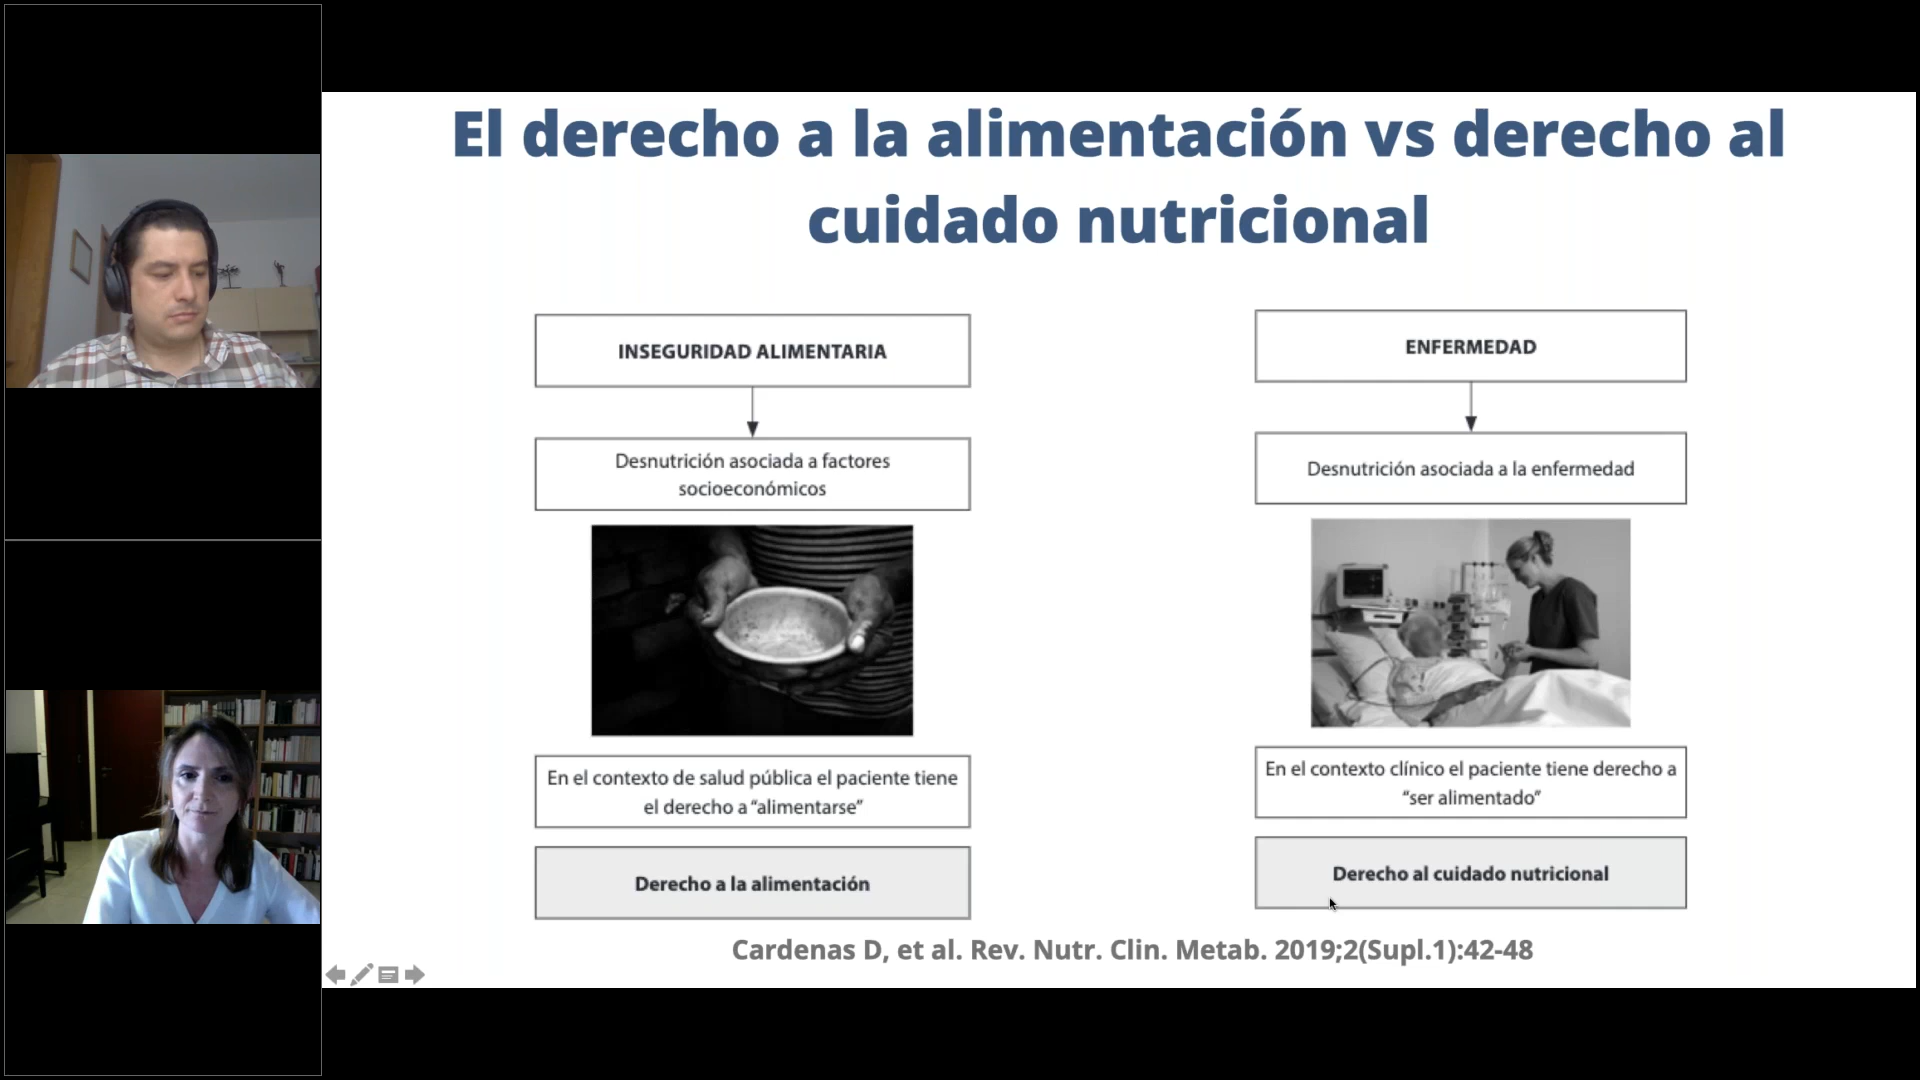 El derecho a la alimentación vs derecho al
cuidado nutricional
INSEGURIDAD ALIMENTARIA
Desnutrición asociada a factores
socioeconómicos
En el contexto de salud pública el paciente tiene
el derecho a “alimentarse”
Derecho a la alimentación
ENFERMEDAD
Desnutrición asociada a la enfermedad
En el contexto clínico el paciente tiene derecho a
“ser alimentado”
Derecho al cuidado nutricional
Cardenas D, et al. Rev. Nutr. Clin. Metab. 2019;2(Supl.1):42-48